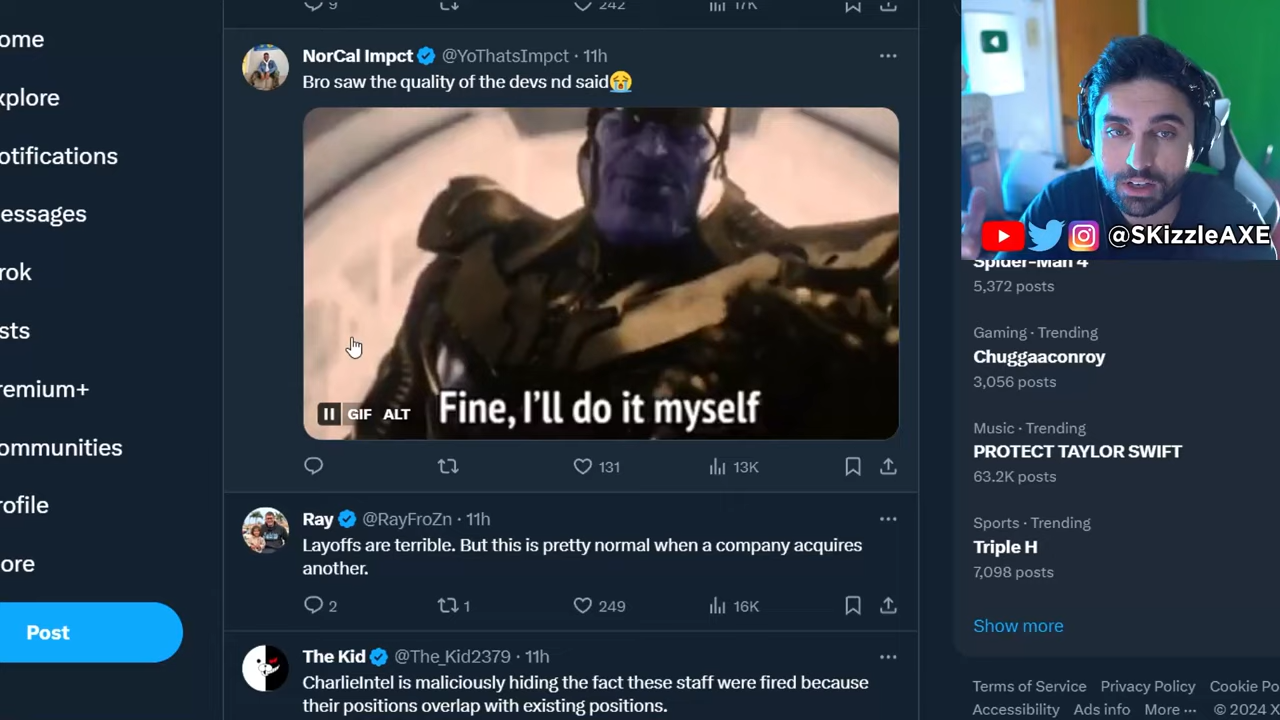 9
242
17K
ome
xplore
otifications
essages
rok
sts
remium+
ommunities
rofile
ore
Post
NorCal Impct @YoThatsImpct · 11h
Bro saw the quality of the devs nd said😭
Fine, I'll do it myself
GIF ALT
131
13K
Ray @RayFroZn · 11h
Layoffs are terrible. But this is pretty normal when a company acquires
another.
2
1
249
16K
The Kid @The_Kid2379 · 11h
CharlieIntel is maliciously hiding the fact these staff were fired because
their positions overlap with existing positions.
@SKizzleAXE
Spider-Man 4
5,372 posts
Gaming · Trending
Chuggaaconroy
3,056 posts
Music · Trending
PROTECT TAYLOR SWIFT
63.2K posts
Sports · Trending
Triple H
7,098 posts
Show more
Terms of Service Privacy Policy Cookie Po
Accessibility Ads info More ··· © 2024 X